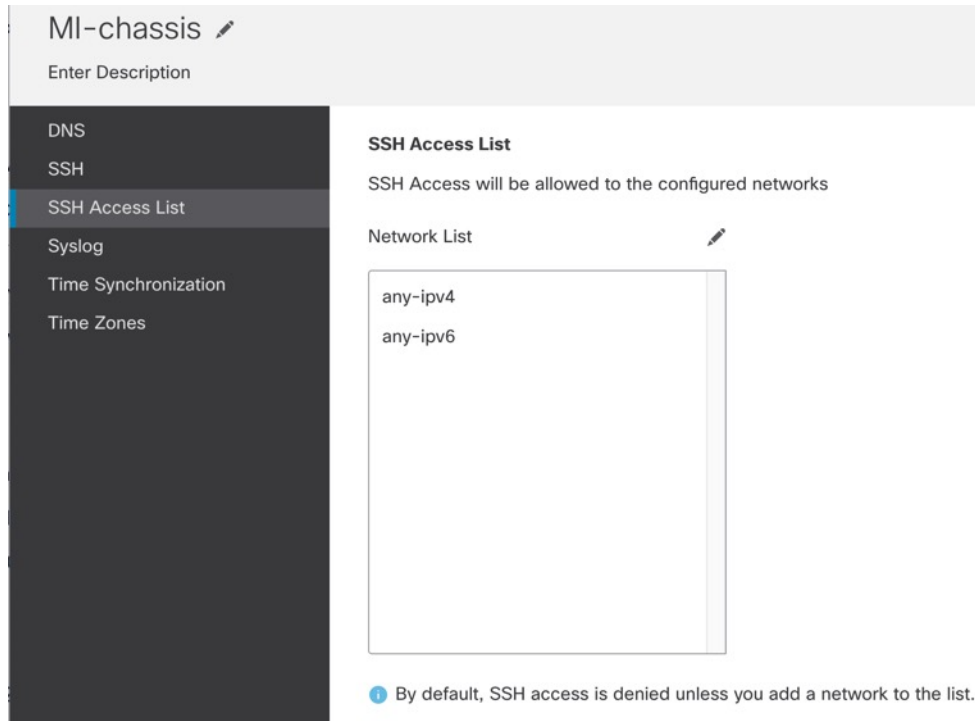 MI-chassis
Enter Description
DNS
SSH
SSH Access List
Syslog
Time Synchronization
Time Zones
SSH Access List
SSH Access will be allowed to the configured networks
Network List
any-ipv4
any-ipv6
By default, SSH access is denied unless you add a network to the list.